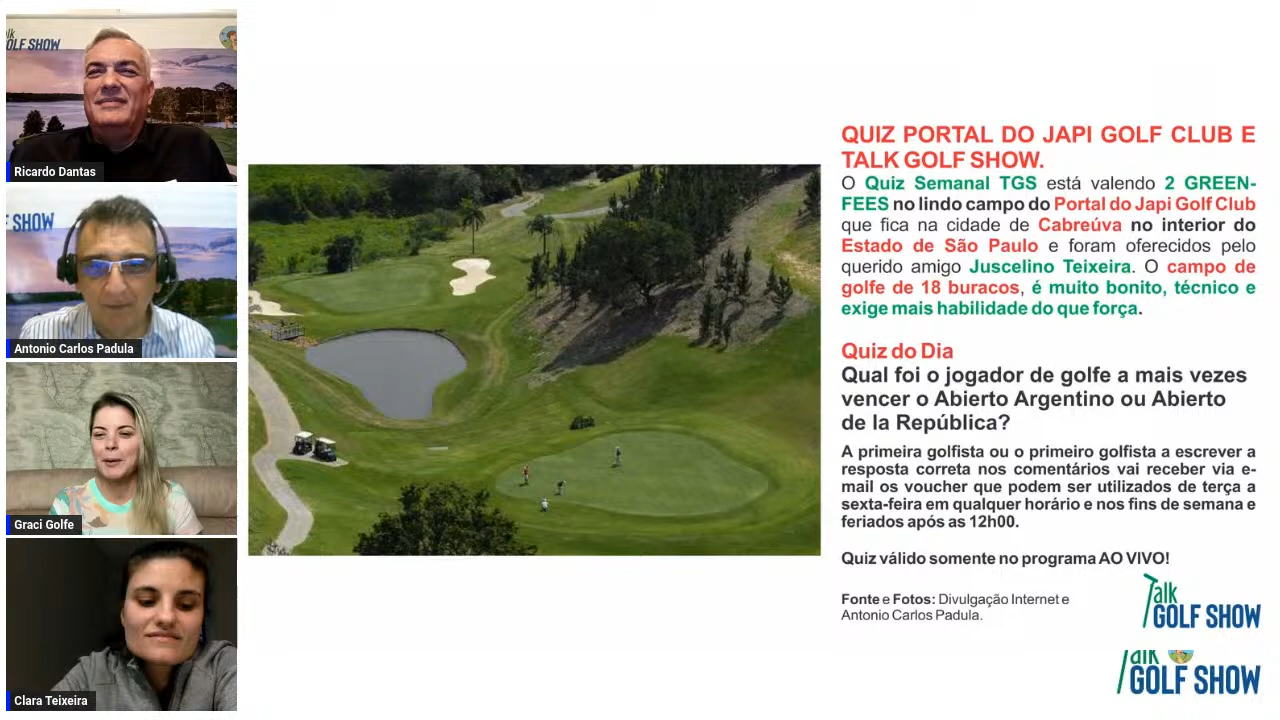 alk
GOLF SHOW
Ricardo Dantas
SHOW
Antonio Carlos Padula
Graci Golfe
Clara Teixeira
QUIZ PORTAL DO JAPI GOLF CLUB E
TALK GOLF SHOW.
O Quiz Semanal TGS está valendo 2 GREEN-
FEES no lindo campo do Portal do Japi Golf Club
que fica na cidade de Cabreúva no interior do
Estado de São Paulo e foram oferecidos pelo
querido amigo Juscelino Teixeira. O campo de
golfe de 18 buracos, é muito bonito, técnico e
exige mais habilidade do que força.
Quiz do Dia
Qual foi o jogador de golfe a mais vezes
vencer o Abierto Argentino ou Abierto
de la República?
A primeira golfista ou o primeiro golfista a escrever a
resposta correta nos comentários vai receber via e-
mail os voucher que podem ser utilizados de terça a
sexta-feira em qualquer horário e nos fins de semana e
feriados após as 12h00.
Quiz válido somente no programa AO VIVO!
Fonte e Fotos: Divulgação Internet e
Antonio Carlos Padula.
Talk
GOLF SHOW
Talk
GOLF SHOW